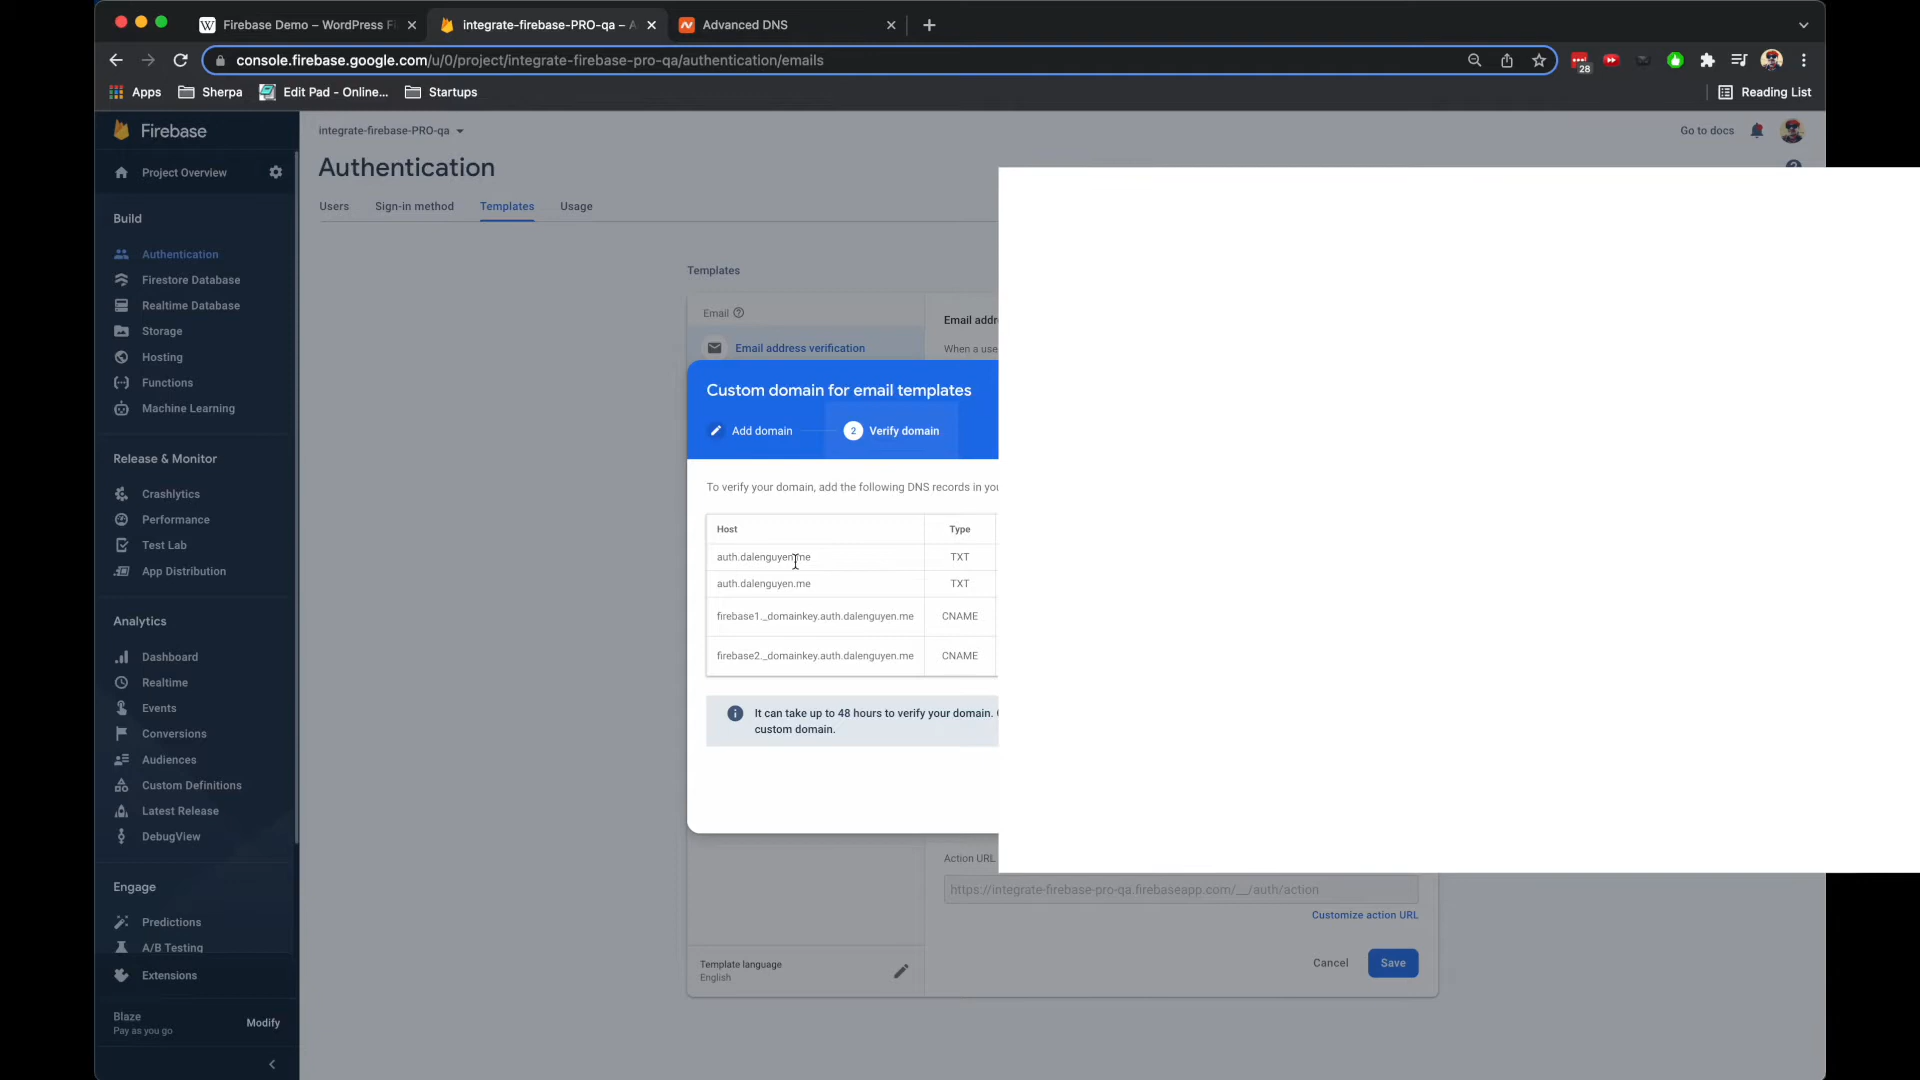 Firebase Demo – WordPress F
integrate-firebase-PRO-qa –
Advanced DNS
console.firebase.google.com/u/0/project/integrate-firebase-pro-qa/authentication/emails
28
Apps
Sherpa
Edit Pad - Online...
Startups
Reading List
Firebase
integrate-firebase-PRO-qa
Go to docs
Project Overview
Authentication
Users
Sign-in method
Templates
Usage
Build
Authentication
Firestore Database
Realtime Database
Storage
Hosting
Functions
Machine Learning
Release & Monitor
Crashlytics
Performance
Test Lab
App Distribution
Analytics
Dashboard
Realtime
Events
Conversions
Audiences
Custom Definitions
Latest Release
DebugView
Engage
Predictions
A/B Testing
Extensions
Blaze
Pay as you go
Modify
Templates
Email
Email addr
Email address verification
When a use
Custom domain for email templates
Add domain
2 Verify domain
To verify your domain, add the following DNS records in you
Host Type
auth.dalenguyen.me TXT
auth.dalenguyen.me TXT
firebase1._domainkey.auth.dalenguyen.me CNAME
firebase2._domainkey.auth.dalenguyen.me CNAME
It can take up to 48 hours to verify your domain.
custom domain.
Action URL
https://integrate-firebase-pro-qa.firebaseapp.com/__/auth/action
Customize action URL
Template language
English
Cancel
Save